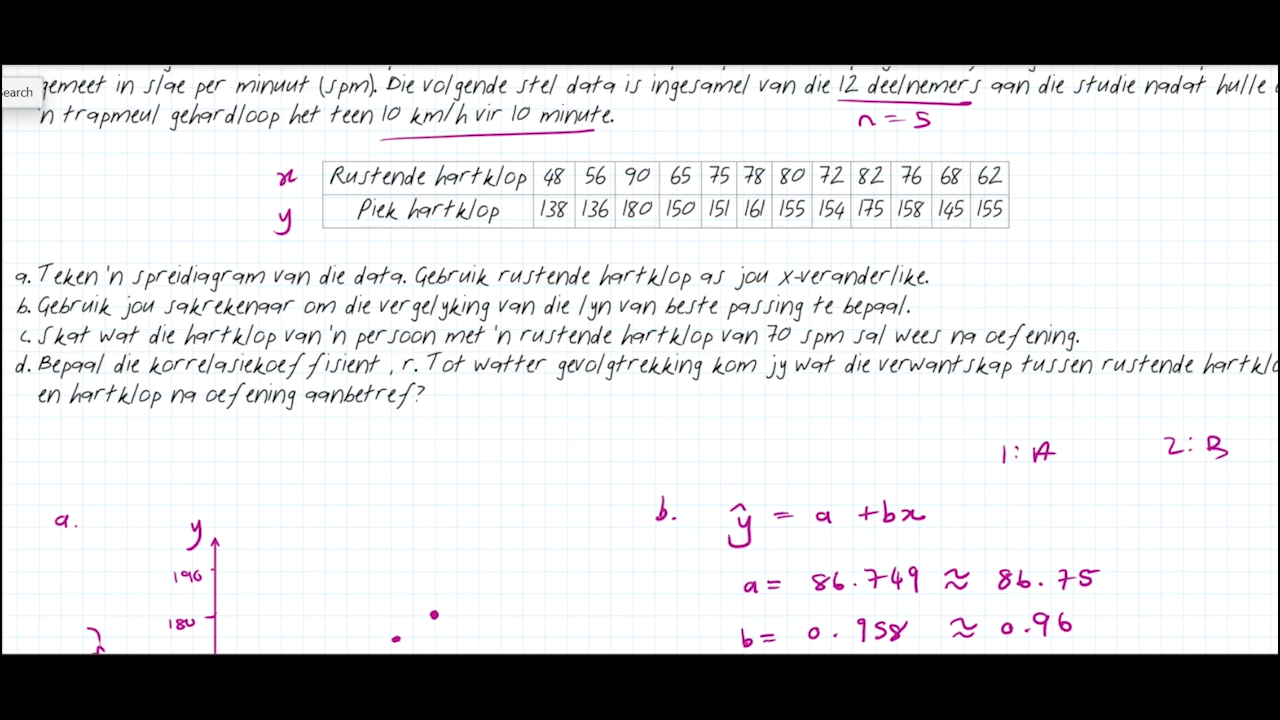 Search
gemeet in slae per minuut (spm). Die volgende stel data is ingesamel van die 12 deelnemers aan die studie nadat hulle
'n trapmeul gehardloop het teen 10 km/h vir 10 minute.
n = 5
x Rustende hartklop 48 56 90 65 75 78 80 72 82 76 68 62
y Piek hartklop 138 136 180 150 151 161 155 154 175 158 145 155
a. Teken 'n spreidiagram van die data. Gebruik rustende hartklop as jou x-veranderlike.
b. Gebruik jou sakrekenaar om die vergelyking van die lyn van beste passing te bepaal.
c. Skat wat die hartklop van 'n persoon met 'n rustende hartklop van 70 spm sal wees na oefening.
d. Bepaal die korrelasiekoeffisient, r. Tot watter gevolgtrekking kom jy wat die verwantskap tussen rustende
en hartklop na oefening aanbetref?
1: A 2: B
a.
y
190
180
b. ŷ = a + bx
a = 86.749 ≈ 86.75
b = 0.958 ≈ 0.96